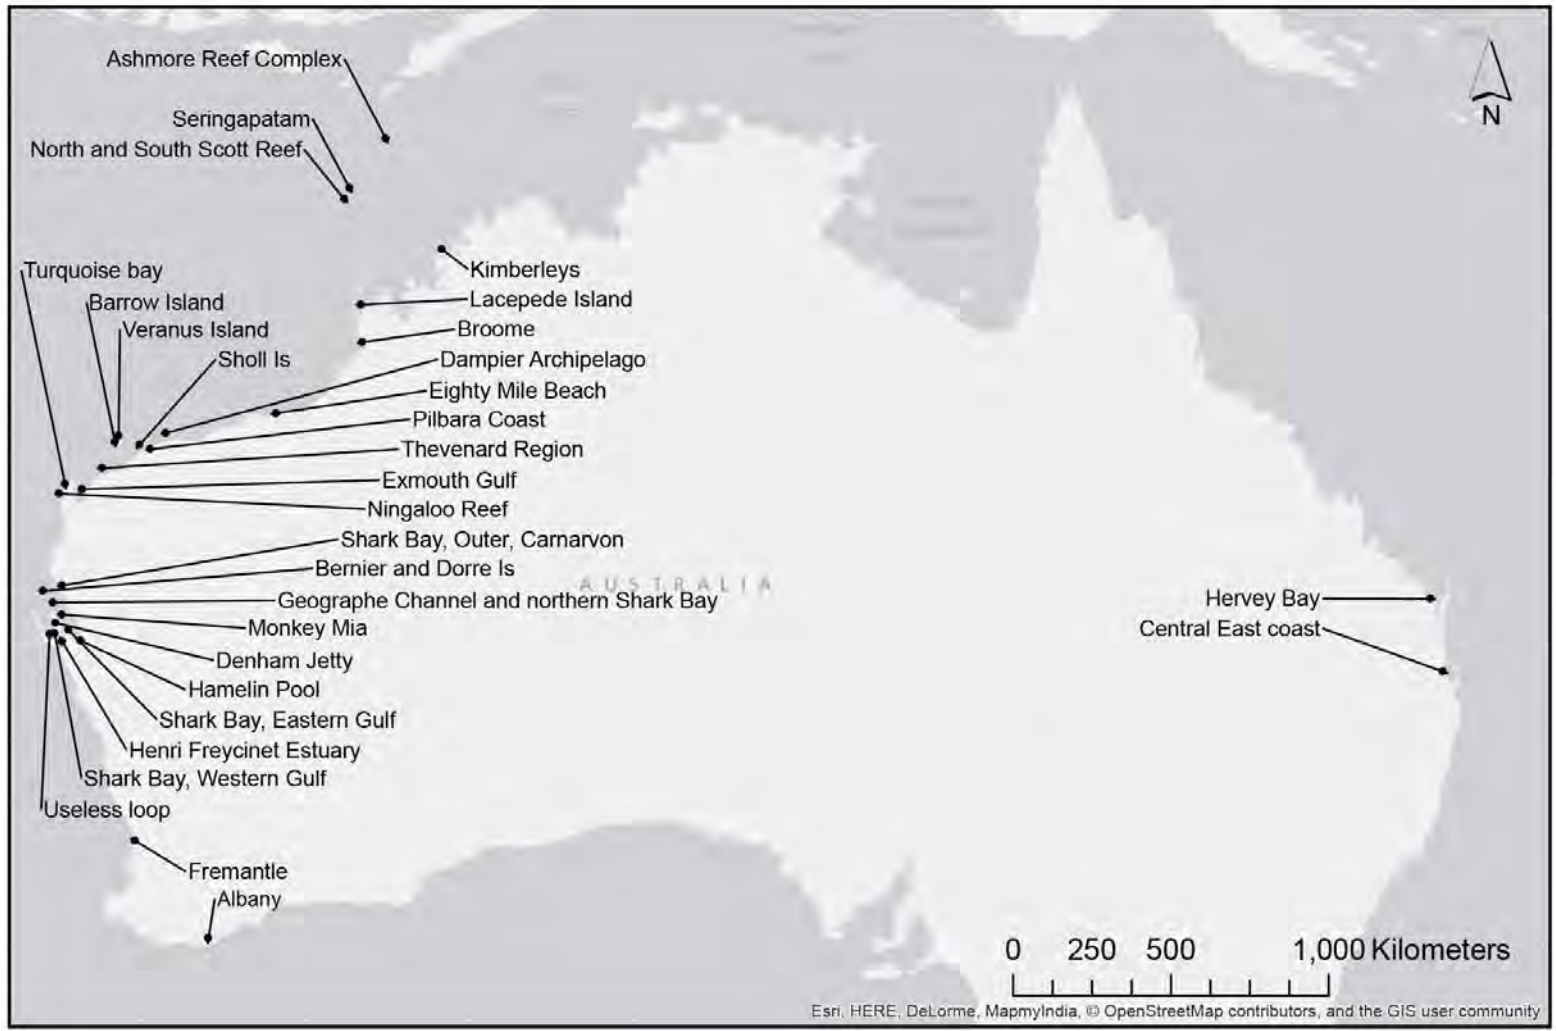 Ashmore Reef Complex
Seringapatam
North and South Scott Reef
N
Turquoise bay
Barrow Island
Veranus Island
Sholl Is
Kimberleys
Lacepede Island
Broome
Dampier Archipelago
Eighty Mile Beach
Pilbara Coast
Thevenard Region
Exmouth Gulf
Ningaloo Reef
Shark Bay, Outer, Carnarvon
Bernier and Dorre Is
AUSTRALIA
Geographe Channel and northern Shark Bay
Monkey Mia
Denham Jetty
Hamelin Pool
Shark Bay, Eastern Gulf
Henri Freycinet Estuary
Shark Bay, Western Gulf
Useless loop
Fremantle
Albany
Hervey Bay
Central East coast
0 250 500 1,000 Kilometers
Esri, HERE, DeLorme, MapmyIndia, © OpenStreetMap contributors, and the GIS user community